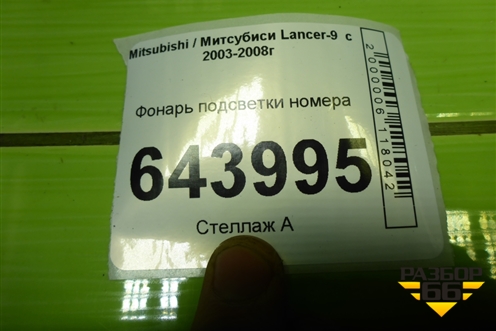 Mitsubishi / Митсубиси Lancer-9 с
2003-2008г
Фонарь подсветки номера
643995
Стеллаж А
2000006118042
РАЗБОР
66